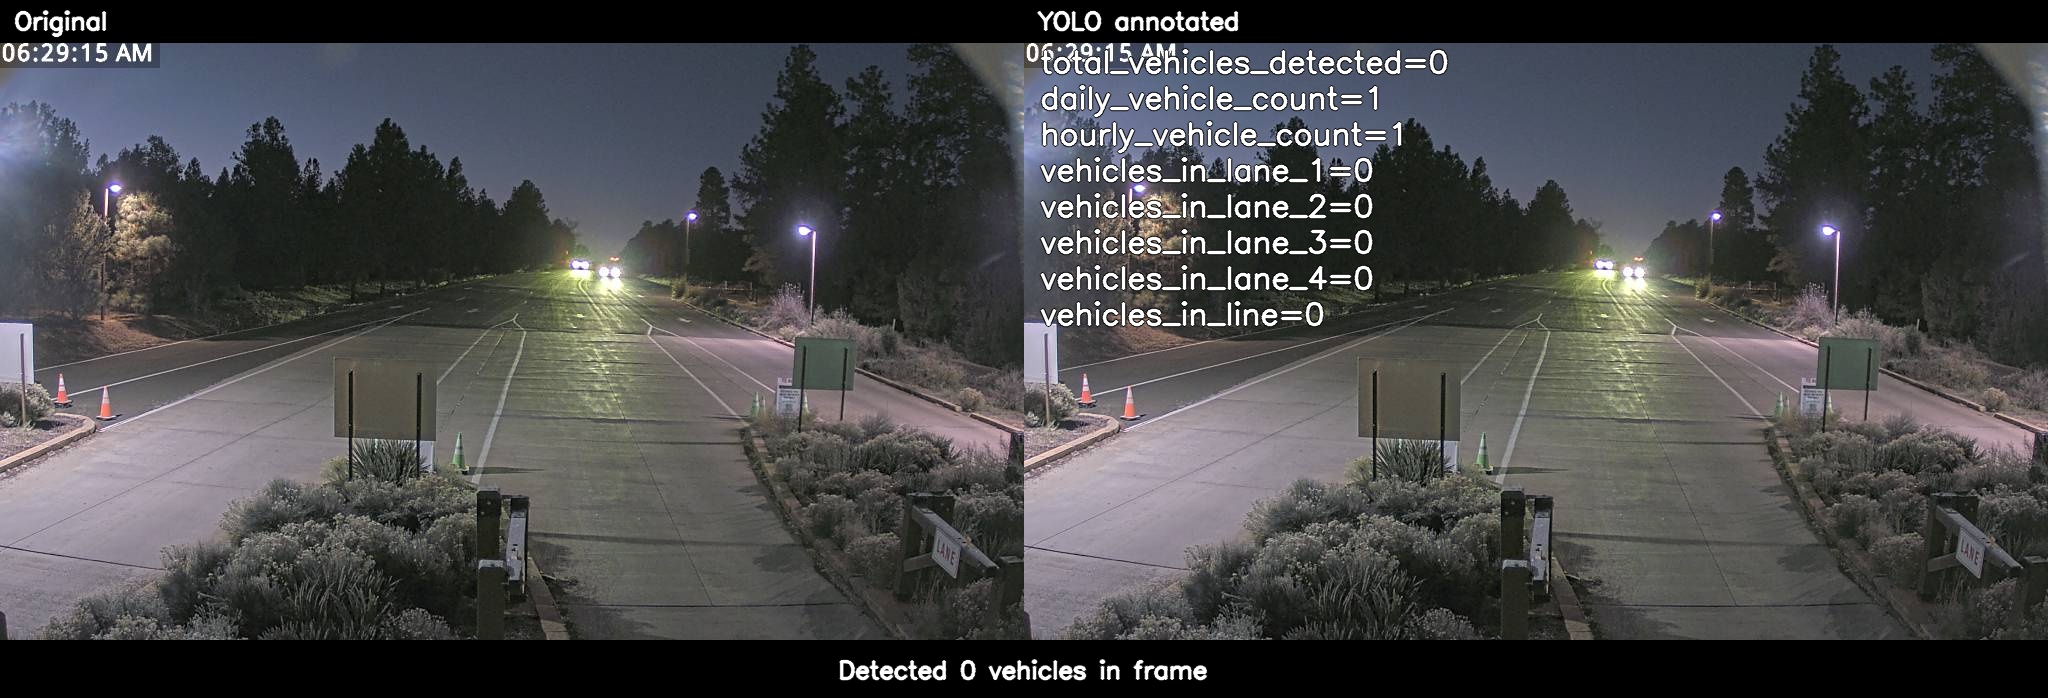 Original
06:29:15 AM
LANE
YOLO annotated
06:29:15 AM
total_vehicles_detected=0
daily_vehicle_count=1
hourly_vehicle_count=1
vehicles_in_lane_1=0
vehicles_in_lane_2=0
vehicles_in_lane_3=0
vehicles_in_lane_4=0
vehicles_in_line=0
LANE
Detected 0 vehicles in frame